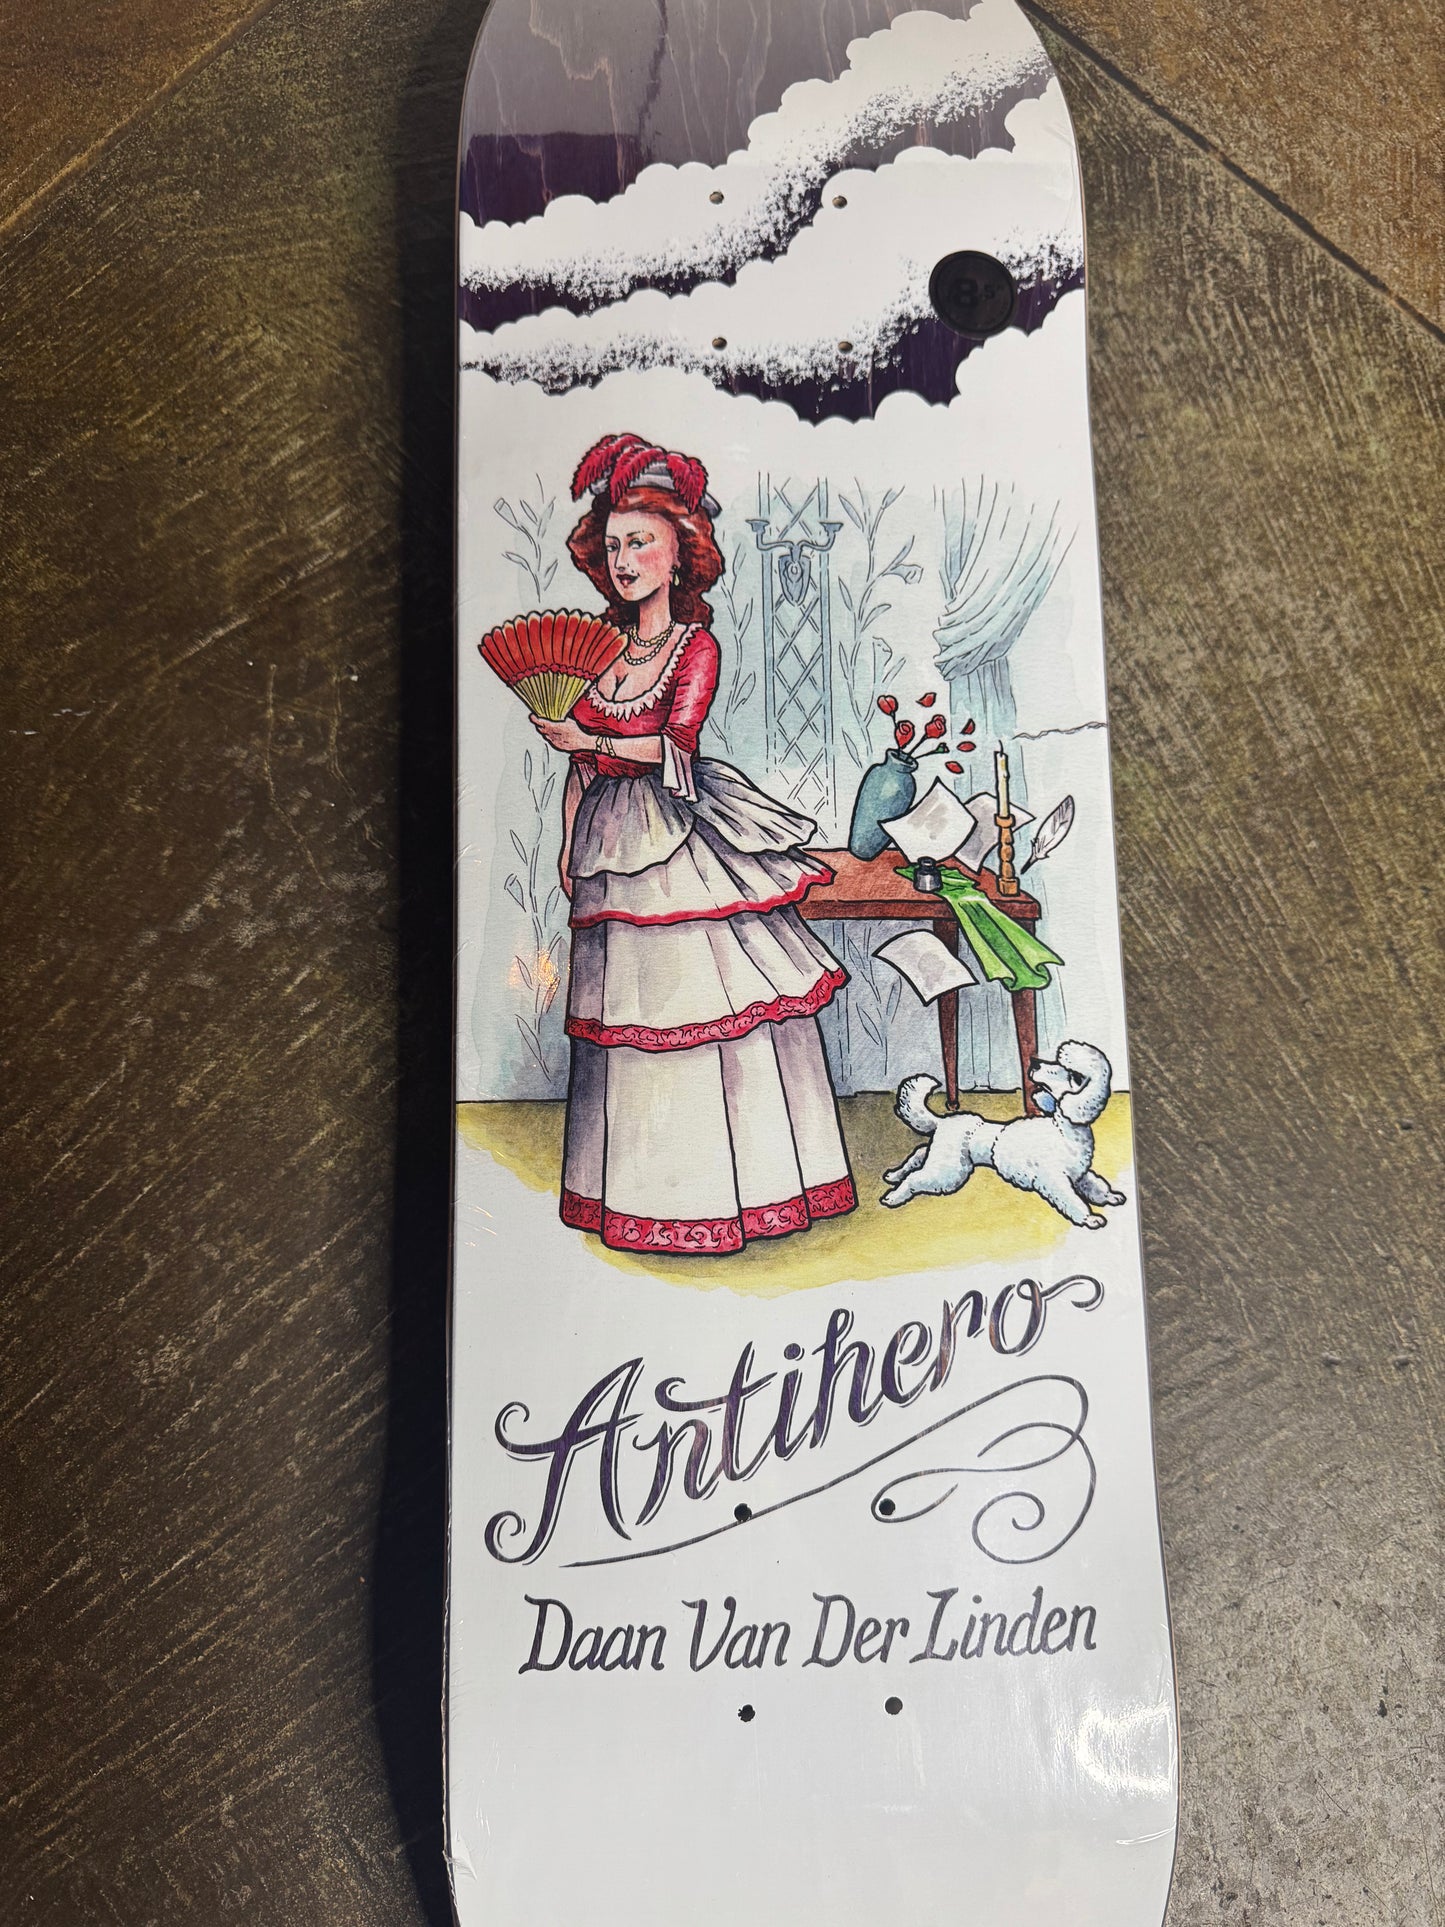 8.5"
Antihero
Daan Van Der Linden